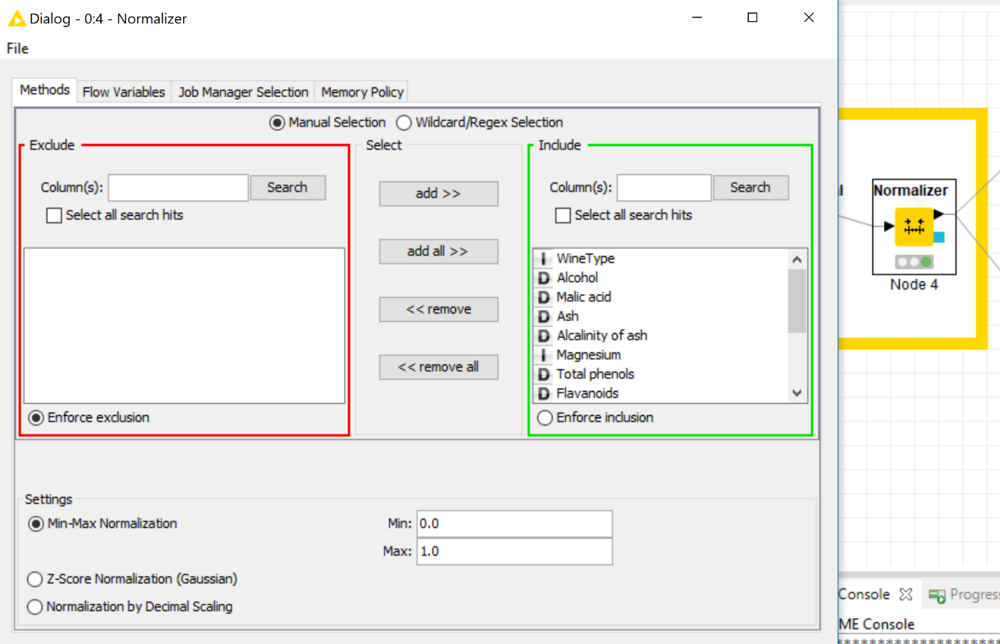 Dialog - 0:4 - Normalizer
File
Methods Flow Variables Job Manager Selection Memory Policy
Manual Selection Wildcard/Regex Selection
Exclude
Column(s): Search
Select all search hits
Enforce exclusion
Select
add >>
add all >>
<< remove
<< remove all
Include
Column(s): Search
Select all search hits
I WineType
D Alcohol
D Malic acid
D Ash
D Alcalinity of ash
I Magnesium
D Total phenols
D Flavanoids
Enforce inclusion
Settings
Min-Max Normalization
Min: 0.0
Max: 1.0
Z-Score Normalization (Gaussian)
Normalization by Decimal Scaling
Normalizer
Node 4
Console Progres
ME Console